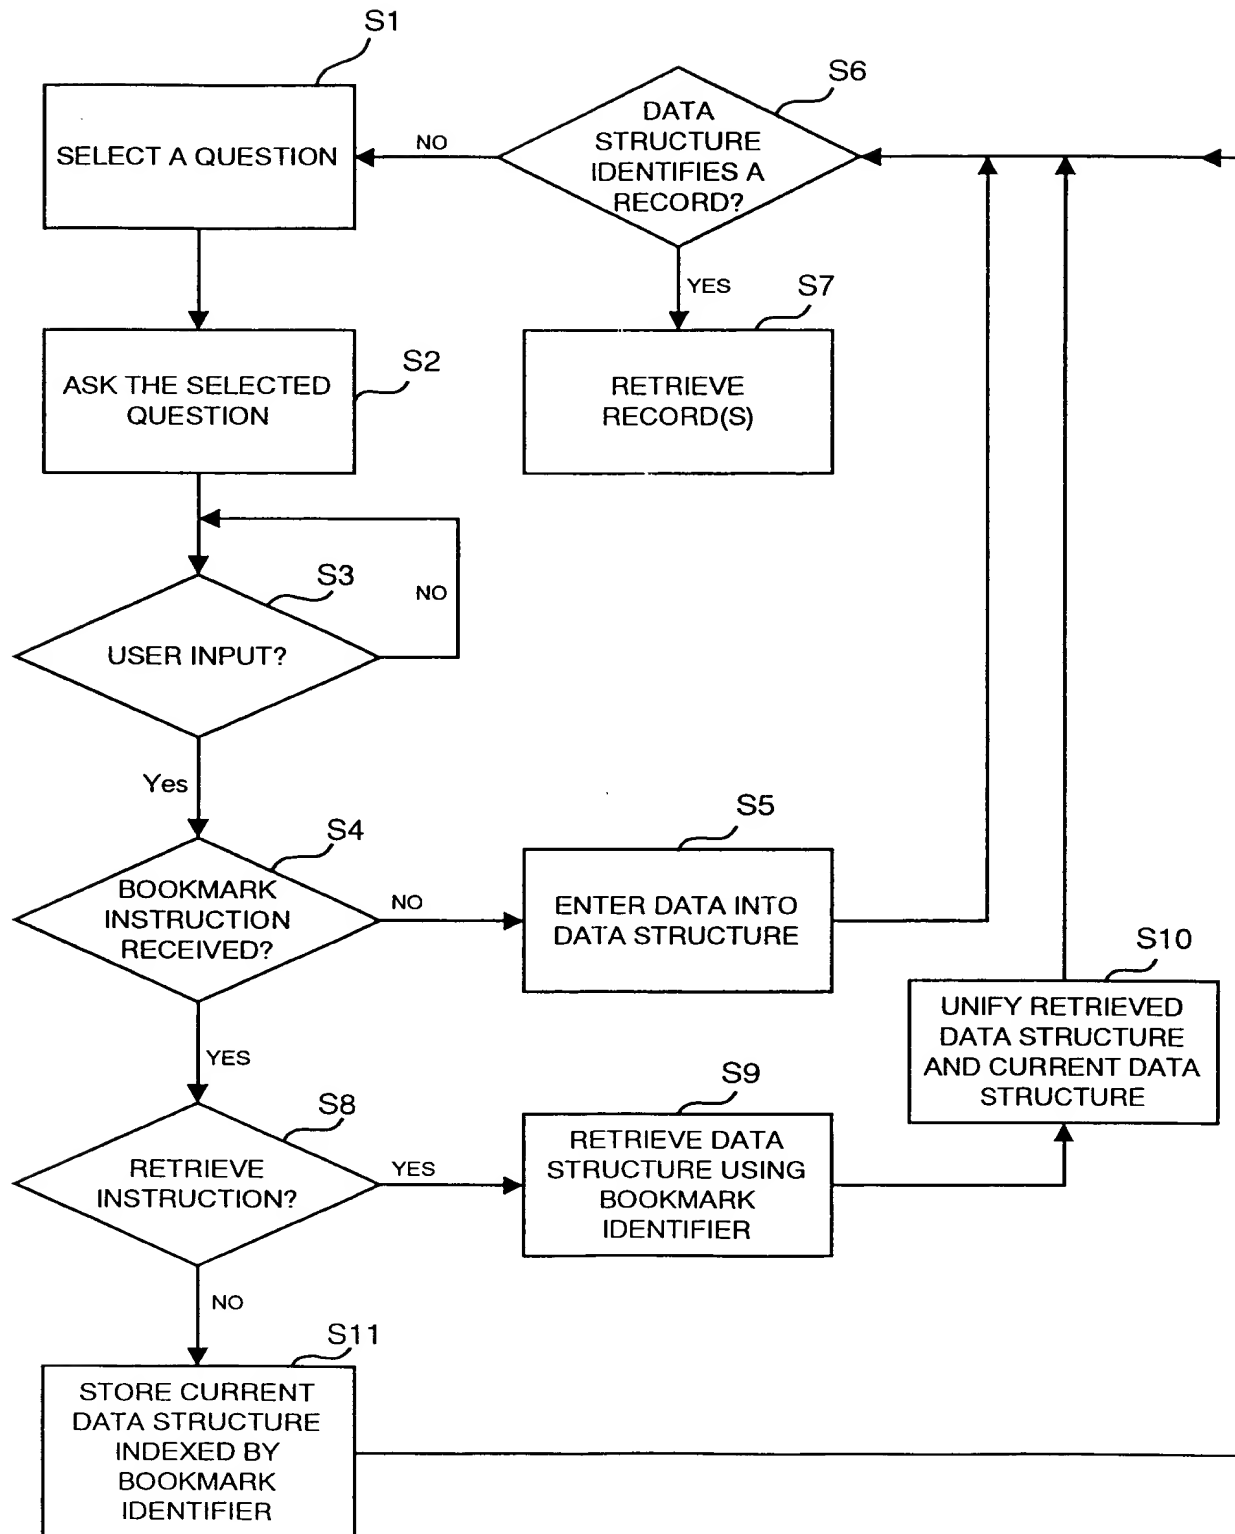 S1
SELECT A QUESTION
NO
S6
DATA
STRUCTURE
IDENTIFIES A
RECORD?
YES
S7
RETRIEVE
RECORD(S)
S2
ASK THE SELECTED
QUESTION
S3
USER INPUT?
NO
Yes
S4
BOOKMARK
INSTRUCTION
RECEIVED?
NO
S5
ENTER DATA INTO
DATA STRUCTURE
S10
UNIFY RETRIEVED
DATA STRUCTURE
AND CURRENT DATA
STRUCTURE
YES
S8
RETRIEVE
INSTRUCTION?
YES
S9
RETRIEVE DATA
STRUCTURE USING
BOOKMARK
IDENTIFIER
NO
S11
STORE CURRENT
DATA STRUCTURE
INDEXED BY
BOOKMARK
IDENTIFIER